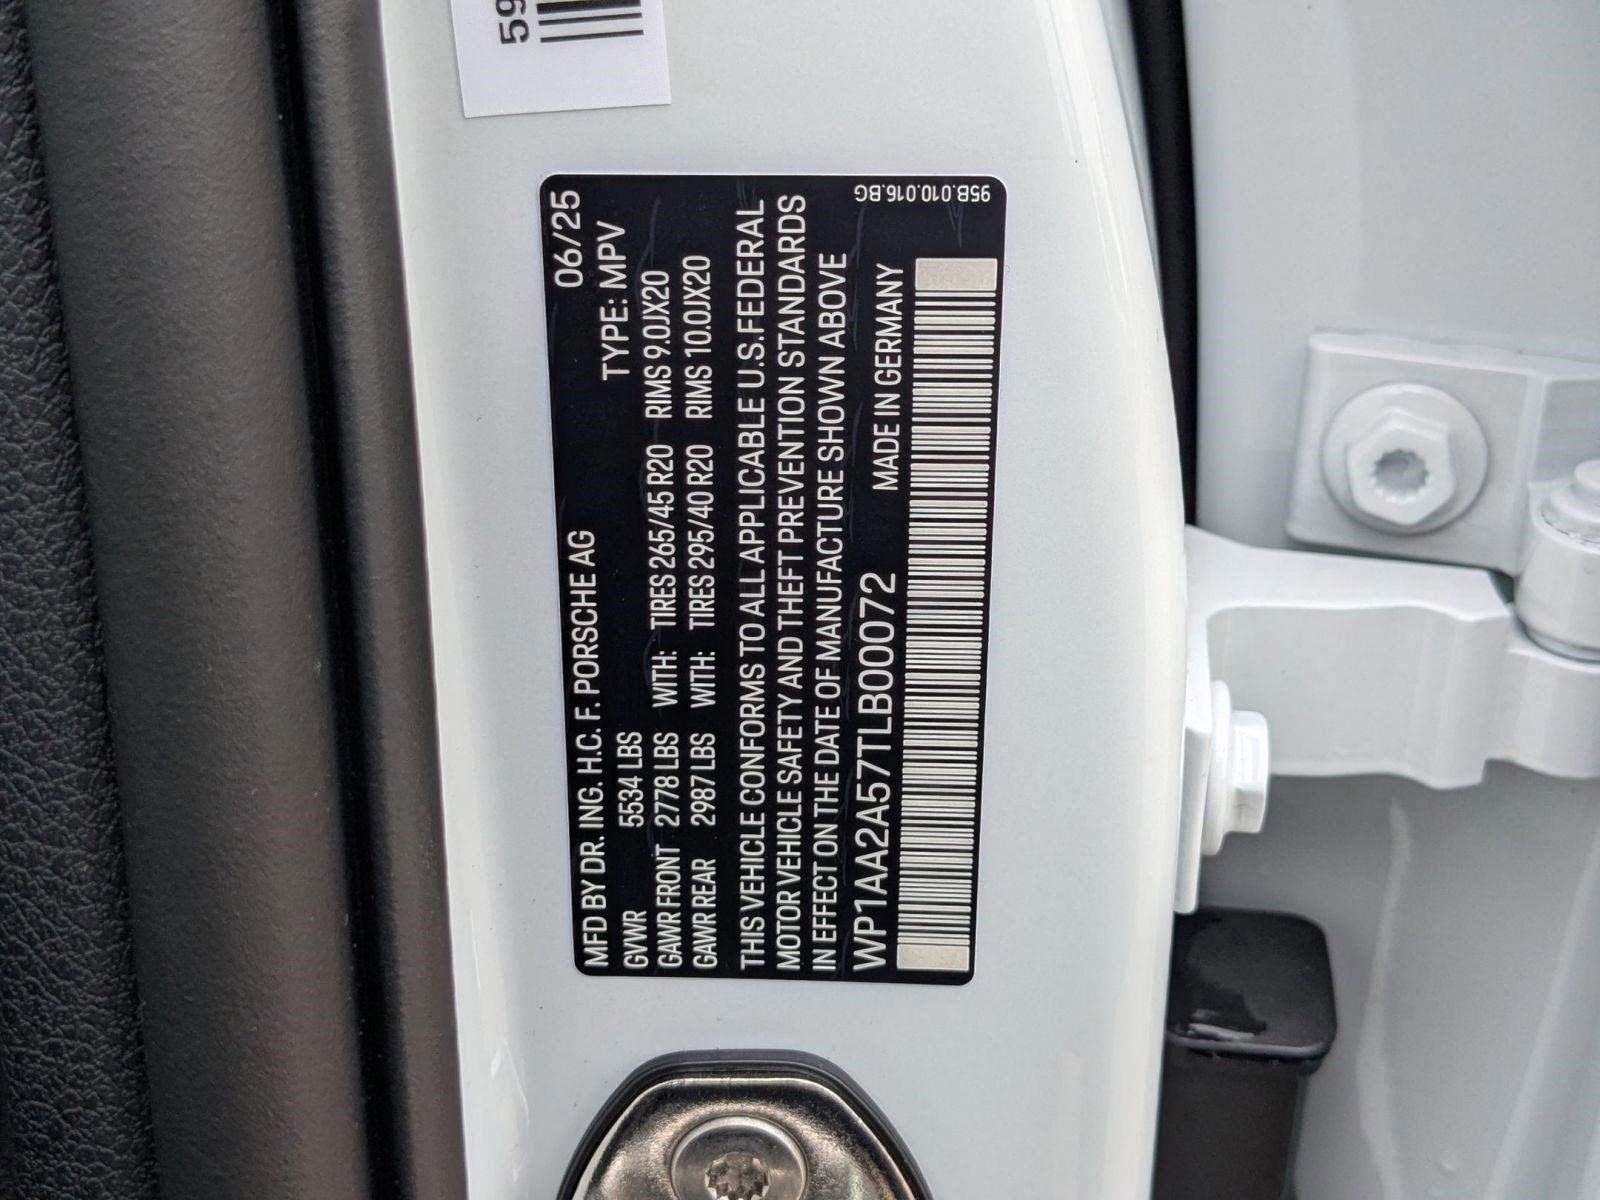 59
MFD BY DR. ING. H.C. F. PORSCHE AG 06/25
GVWR 5534 LBS TYPE: MPV
GAWR FRONT 2778 LBS WITH: TIRES 265/45 R20 RIMS 9.0JX20
GAWR REAR 2987 LBS WITH: TIRES 295/40 R20 RIMS 10.0JX20
THIS VEHICLE CONFORMS TO ALL APPLICABLE U.S. FEDERAL
MOTOR VEHICLE SAFETY AND THEFT PREVENTION STANDARDS
IN EFFECT ON THE DATE OF MANUFACTURE SHOWN ABOVE
WP1AA2A57TLB00072 MADE IN GERMANY
95B.010.016.BG